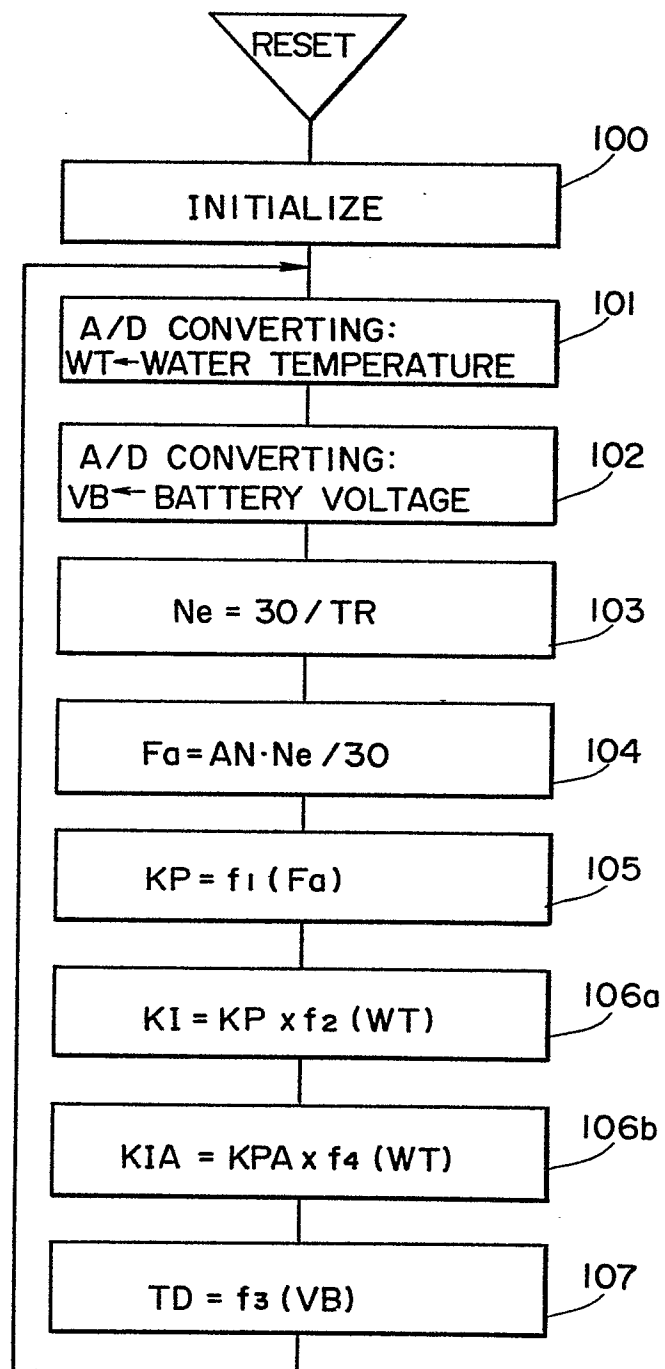 RESET
100
INITIALIZE
101
A/D CONVERTING:
WT←WATER TEMPERATURE
102
A/D CONVERTING:
VB← BATTERY VOLTAGE
Ne = 30 / TR
103
Fa = AN·Ne / 30
104
KP = f1 (Fa)
105
106a
KI = KP x f2 (WT)
106b
KIA = KPA x f4 (WT)
107
TD = f3 (VB)